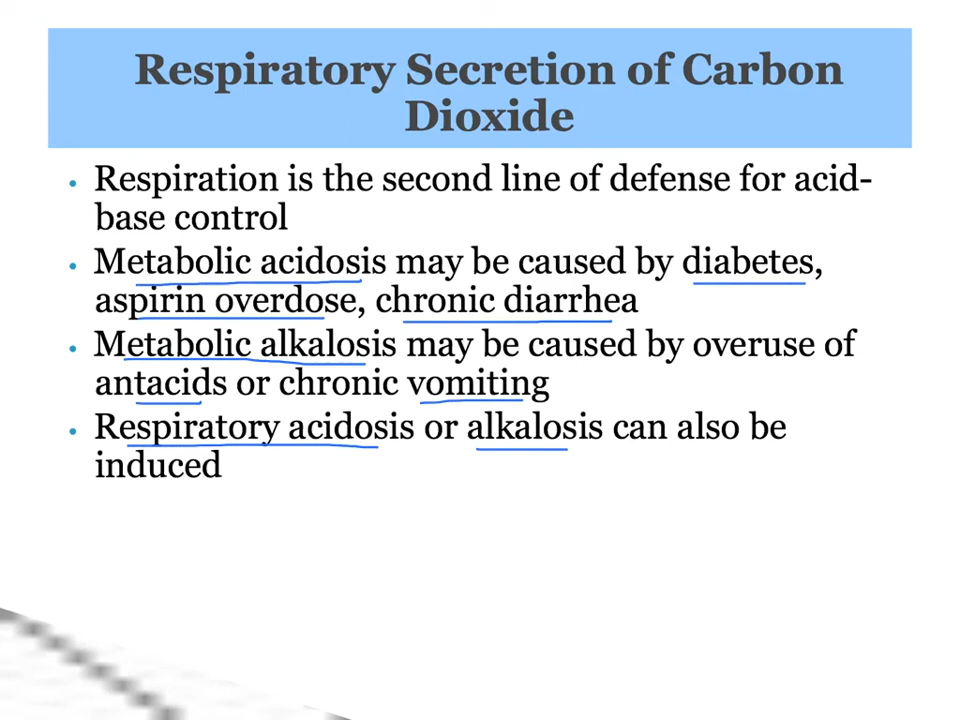 Respiratory Secretion of Carbon
Dioxide
• Respiration is the second line of defense for acid-
base control
• Metabolic acidosis may be caused by diabetes,
aspirin overdose, chronic diarrhea
• Metabolic alkalosis may be caused by overuse of
antacids or chronic vomiting
• Respiratory acidosis or alkalosis can also be
induced